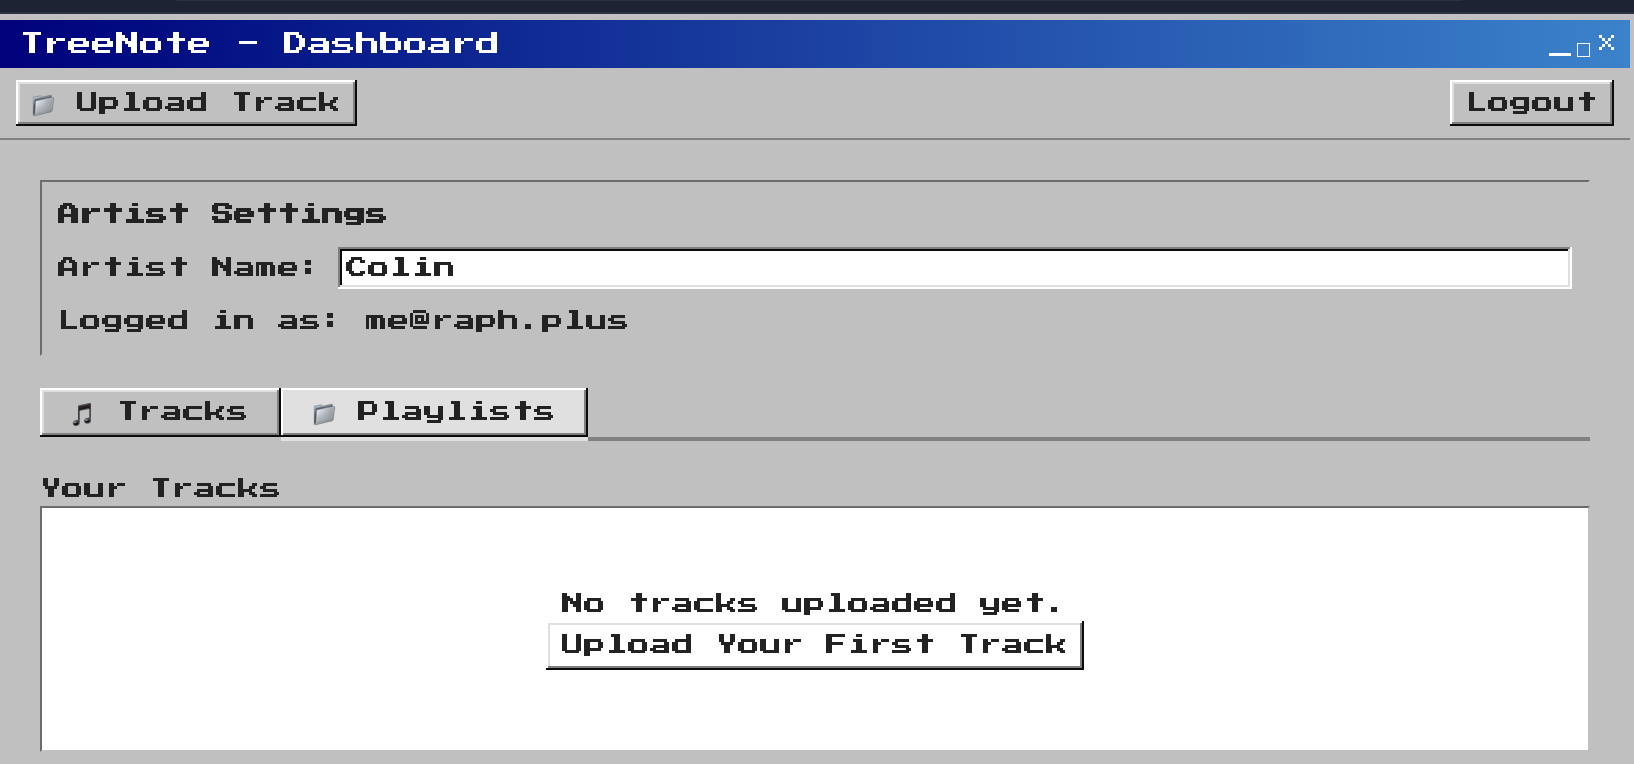 TreeNote - Dashboard
Upload Track
Logout
Artist Settings
Artist Name: Colin
Logged in as: me@raph.plus
Tracks
Playlists
Your Tracks
No tracks uploaded yet.
Upload Your First Track